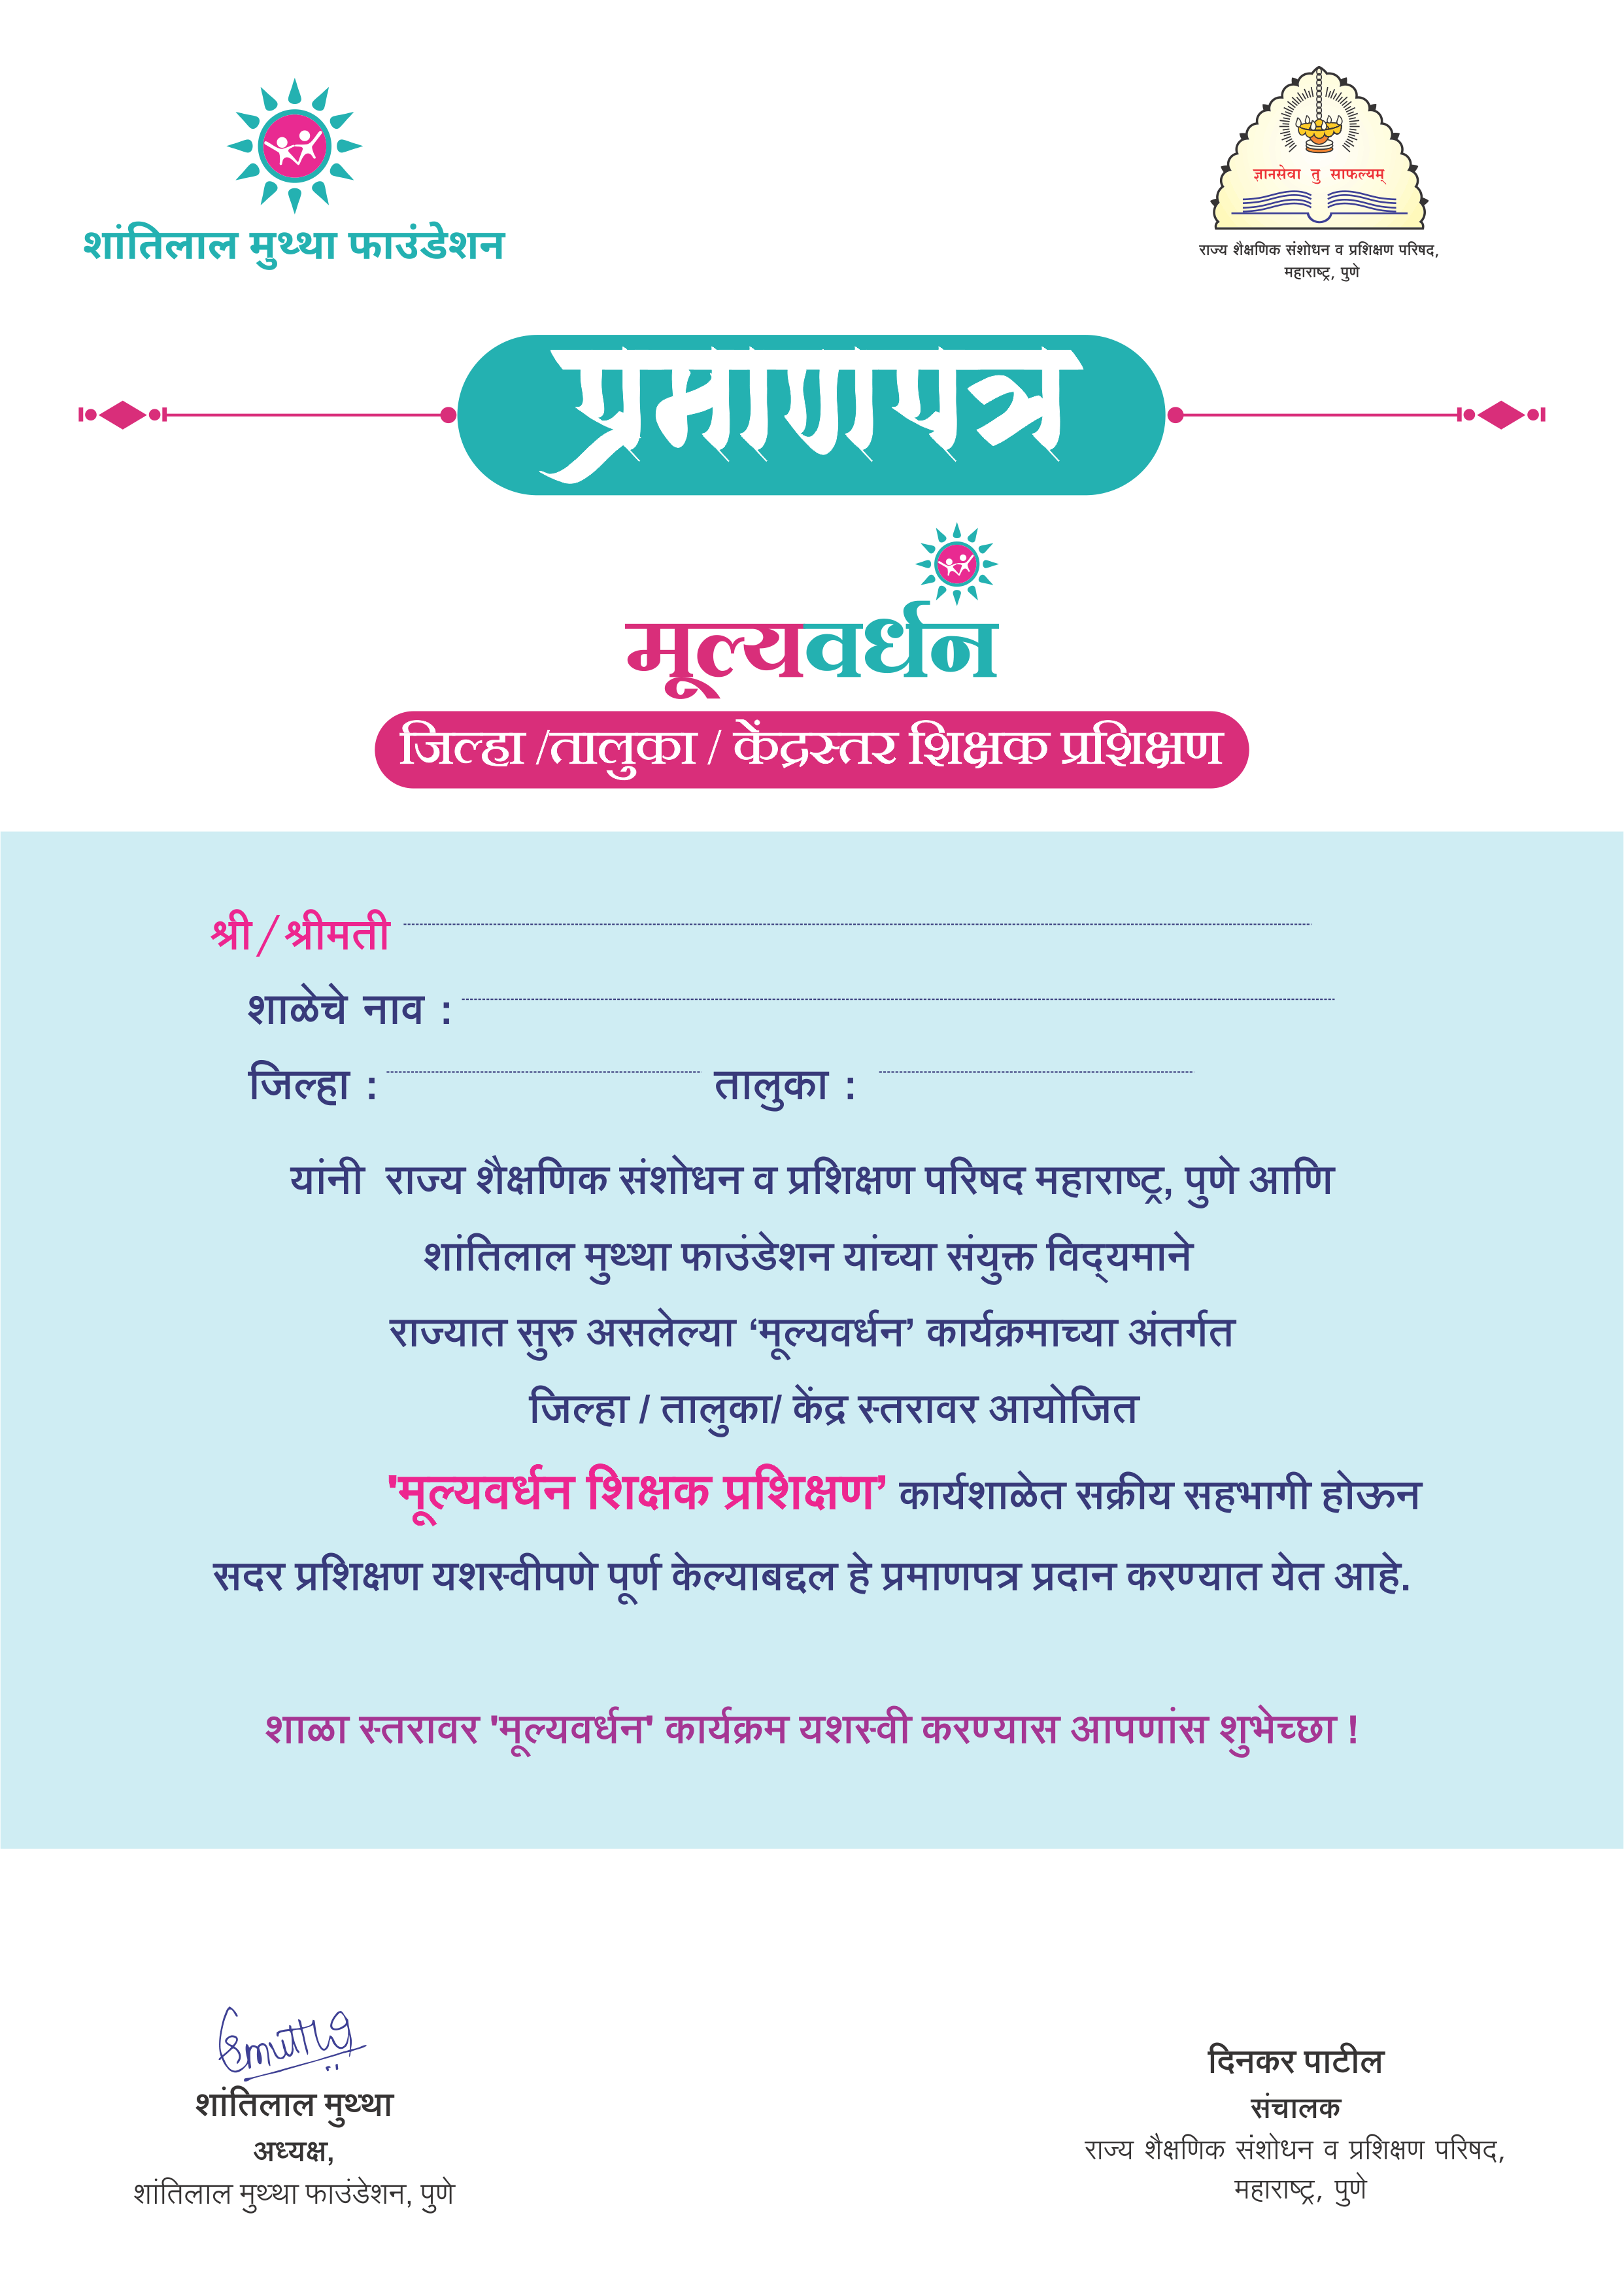 शांतिलाल मुथ्था फाउंडेशन
ज्ञानसेवा तु साफल्यम्
राज्य शैक्षणिक संशोधन व प्रशिक्षण परिषद,
महाराष्ट्र, पुणे
प्रमाणपत्र
मूल्यवर्धन
जिल्हा /तालुका / केंद्रस्तर शिक्षक प्रशिक्षण
श्री/श्रीमती
शाळेचे नाव :
जिल्हा : तालुका :
यांनी राज्य शैक्षणिक संशोधन व प्रशिक्षण परिषद महाराष्ट्र, पुणे आणि
शांतिलाल मुथ्था फाउंडेशन यांच्या संयुक्त विद्‌यमाने
राज्यात सुरु असलेल्या ‘मूल्यवर्धन’ कार्यक्रमाच्या अंतर्गत
जिल्हा / तालुका/ केंद्र स्तरावर आयोजित
'मूल्यवर्धन शिक्षक प्रशिक्षण’ कार्यशाळेत सक्रीय सहभागी होऊन
सदर प्रशिक्षण यशस्वीपणे पूर्ण केल्याबद्दल हे प्रमाणपत्र प्रदान करण्यात येत आहे.
शाळा स्तरावर 'मूल्यवर्धन' कार्यक्रम यशस्वी करण्यास आपणांस शुभेच्छा !
Smuttha
शांतिलाल मुथ्था
अध्यक्ष,
शांतिलाल मुथ्था फाउंडेशन, पुणे
दिनकर पाटील
संचालक
राज्य शैक्षणिक संशोधन व प्रशिक्षण परिषद,
महाराष्ट्र, पुणे